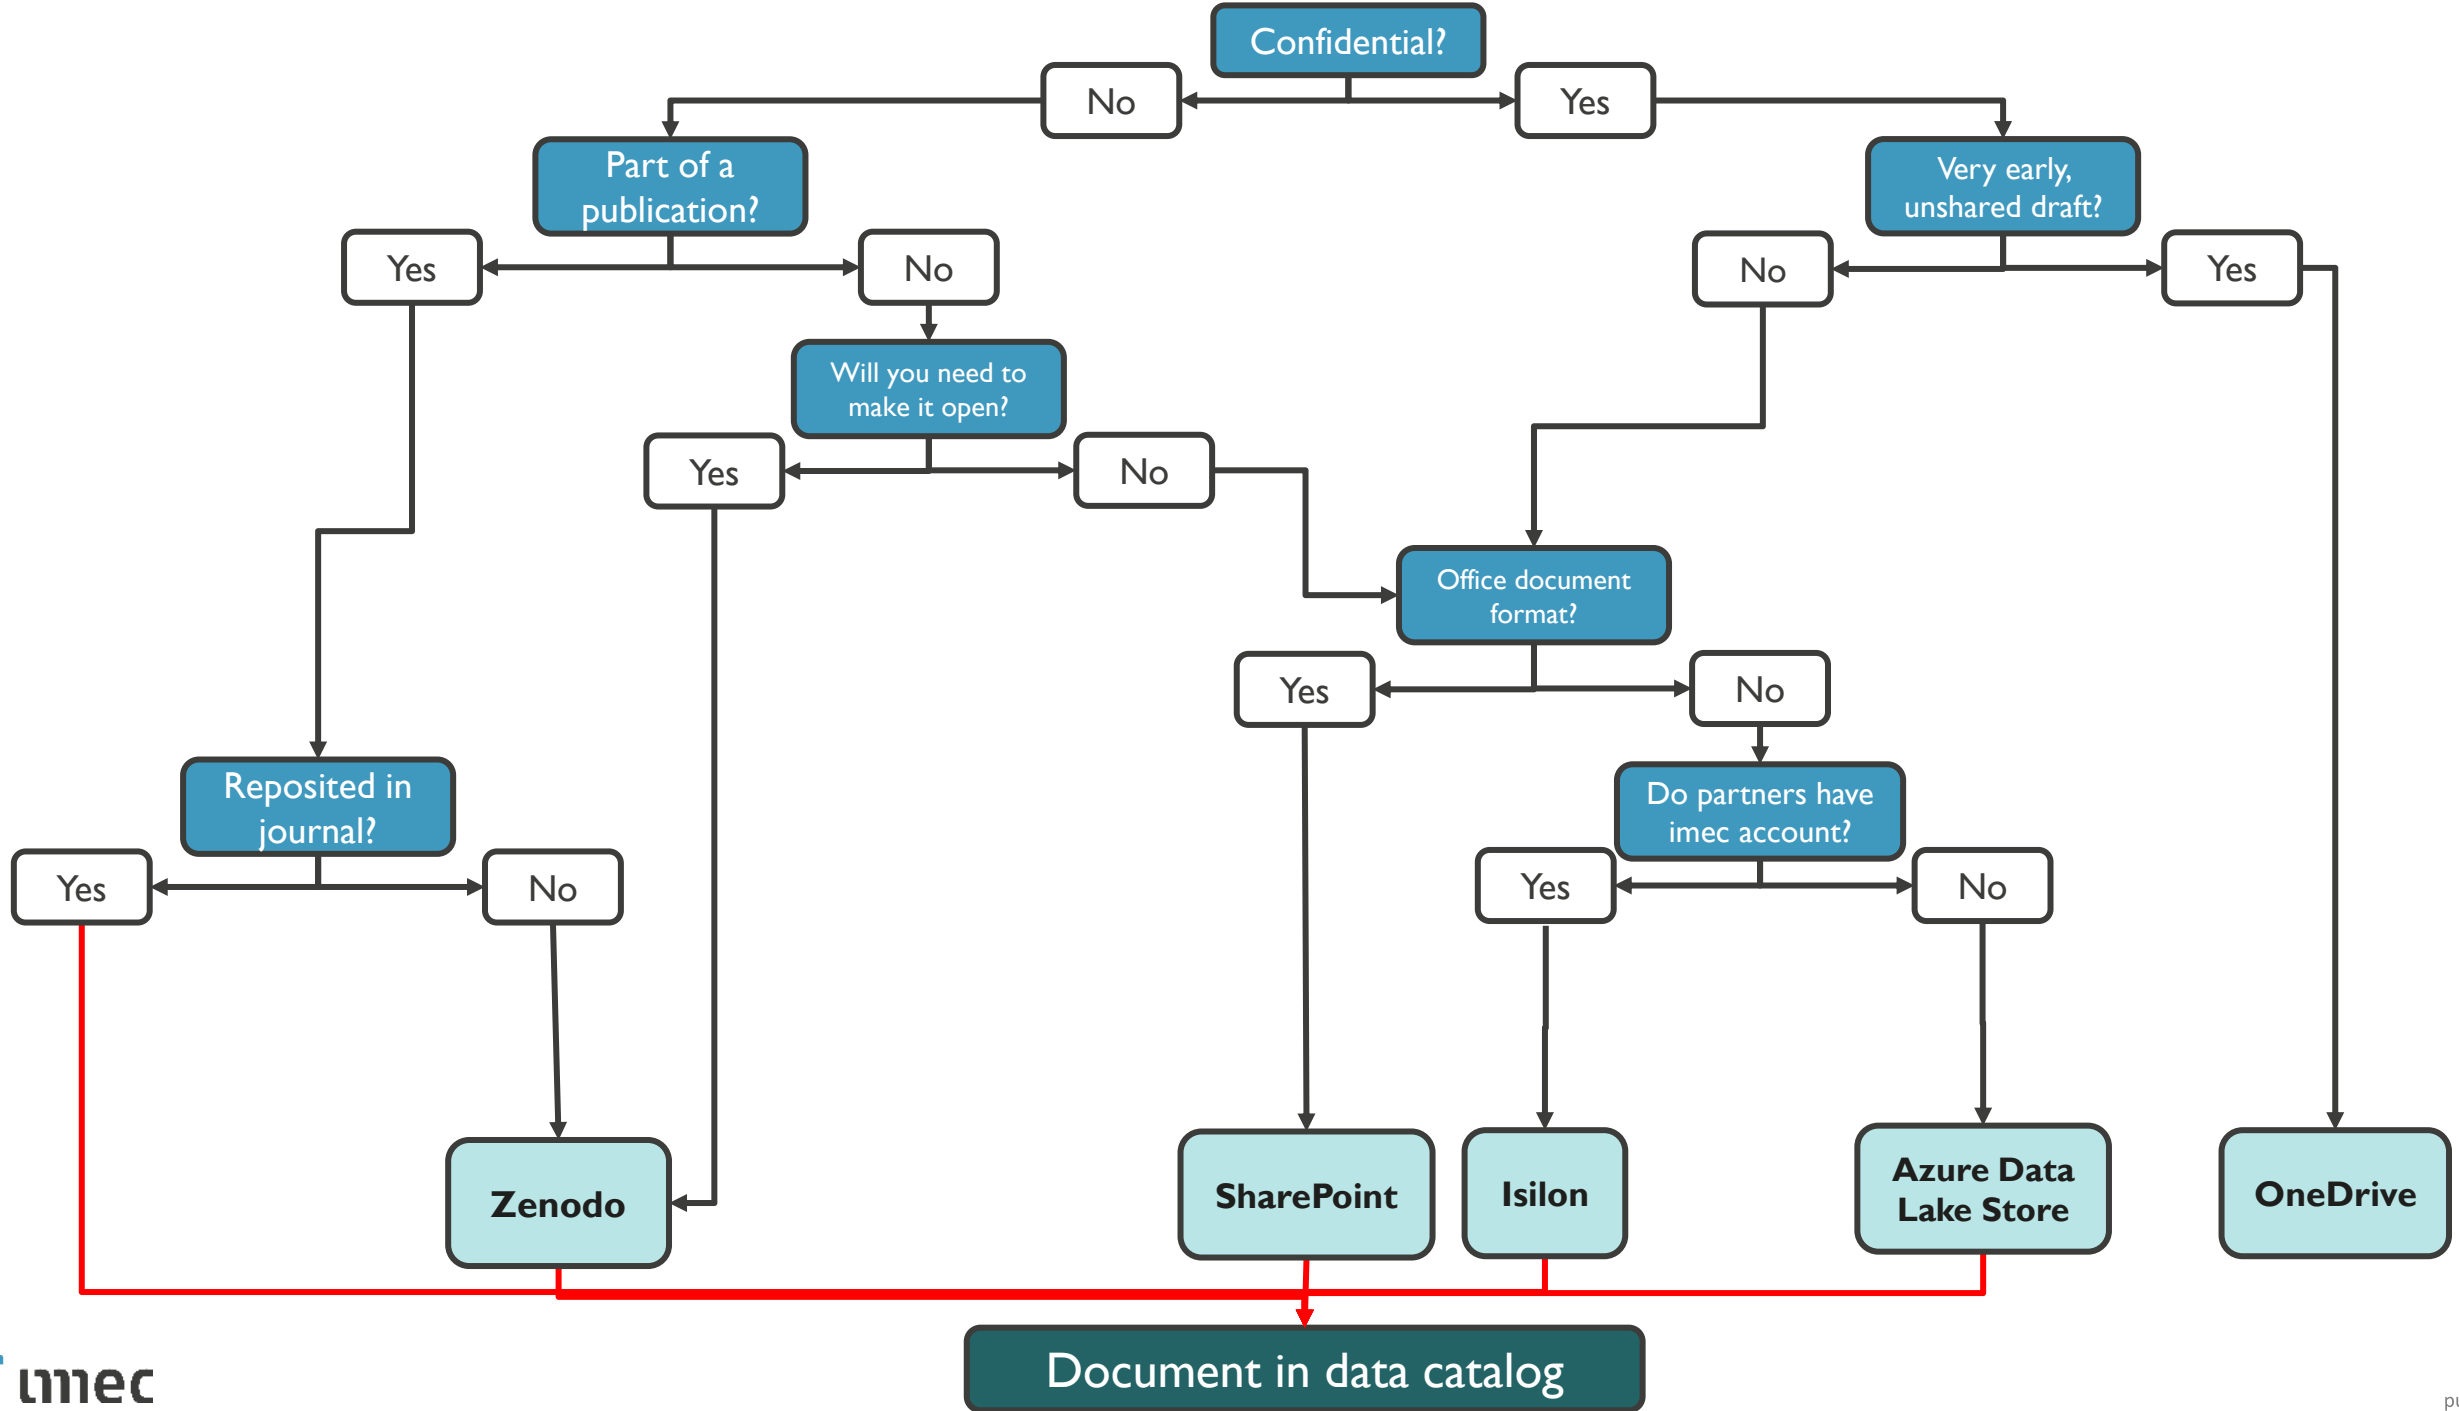 Confidential?
No
Yes
Part of a
publication?
Very early,
unshared draft?
Yes
No
No
Yes
Will you need to
make it open?
Yes
No
Office document
format?
Yes
No
Reposited in
journal?
Do partners have
imec account?
Yes
No
Yes
No
Zenodo
SharePoint
Isilon
Azure Data
Lake Store
OneDrive
Document in data catalog
imec